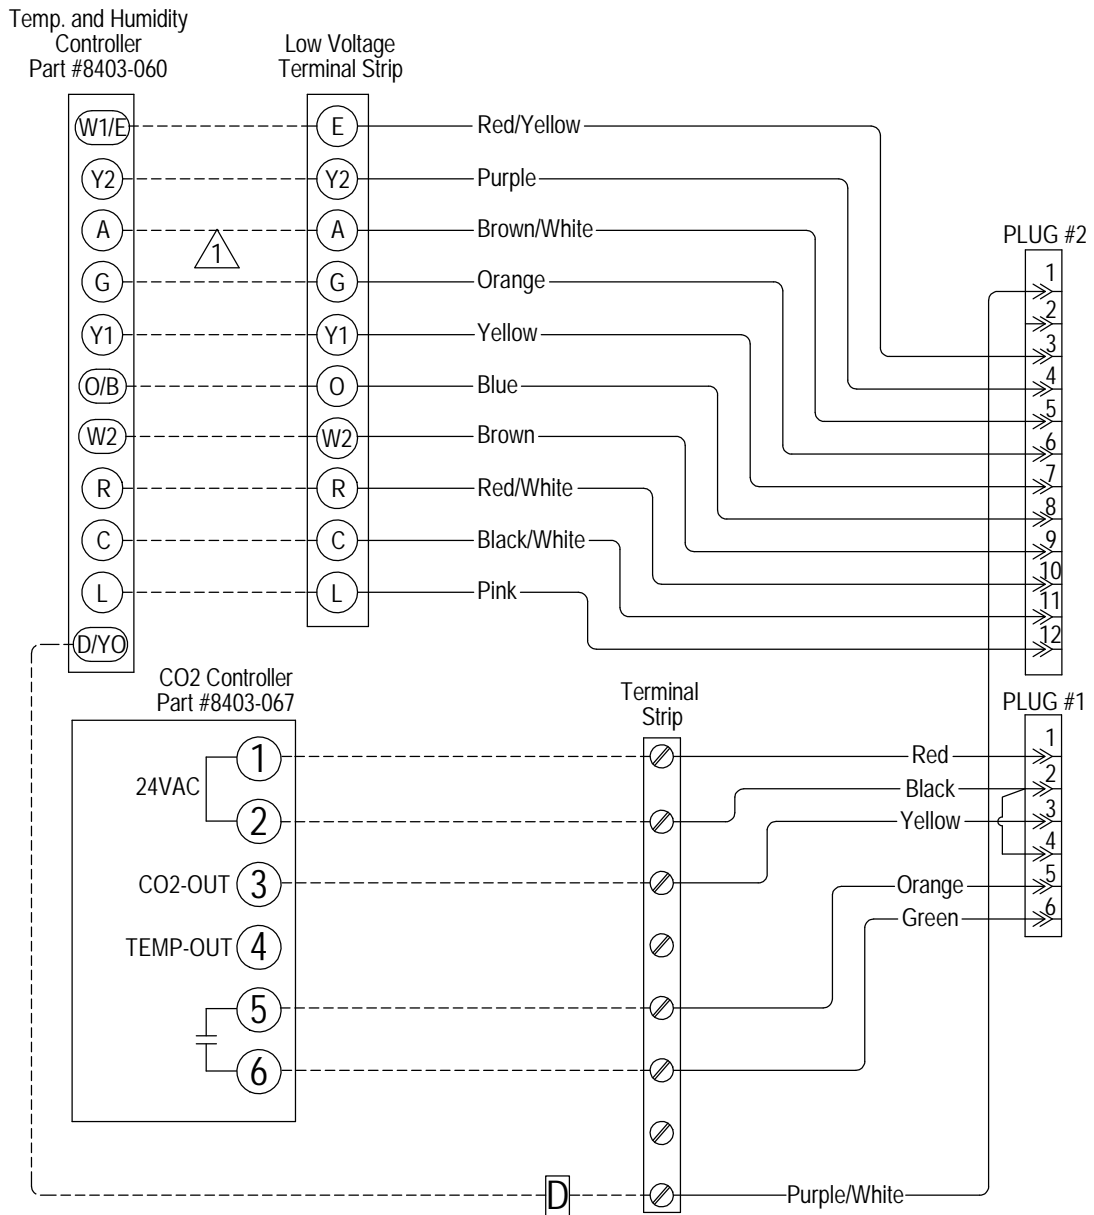 Temp. and Humidity
Controller
Part #8403-060
Low Voltage
Terminal Strip
W1/E E Red/Yellow
Y2 Y2 Purple
A A Brown/White
1
G G Orange
Y1 Y1 Yellow
O/B O Blue
W2 W2 Brown
R R Red/White
C C Black/White
L L Pink
D/YO
PLUG #2
1
2
3
4
5
6
7
8
9
10
11
12
CO2 Controller
Part #8403-067
24VAC
1
2
CO2-OUT 3
TEMP-OUT 4
5
6
Terminal
Strip
Red
Black
Yellow
Orange
Green
PLUG #1
1
2
3
4
5
6
D
Purple/White